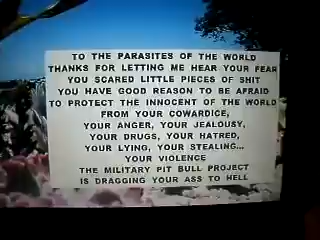 TO THE PARASITES OF THE WORLD
THANKS FOR LETTING ME HEAR YOUR FEAR
YOU SCARED LITTLE PIECES OF SHIT
YOU HAVE GOOD REASON TO BE AFRAID
TO PROTECT THE INNOCENT OF THE WORLD
FROM YOUR COWARDICE,
YOUR ANGER, YOUR JEALOUSY,
YOUR DRUGS, YOUR HATRED,
YOUR LYING, YOUR STEALING...
YOUR VIOLENCE
THE MILITARY PIT BULL PROJECT
IS DRAGGING YOUR ASS TO HELL